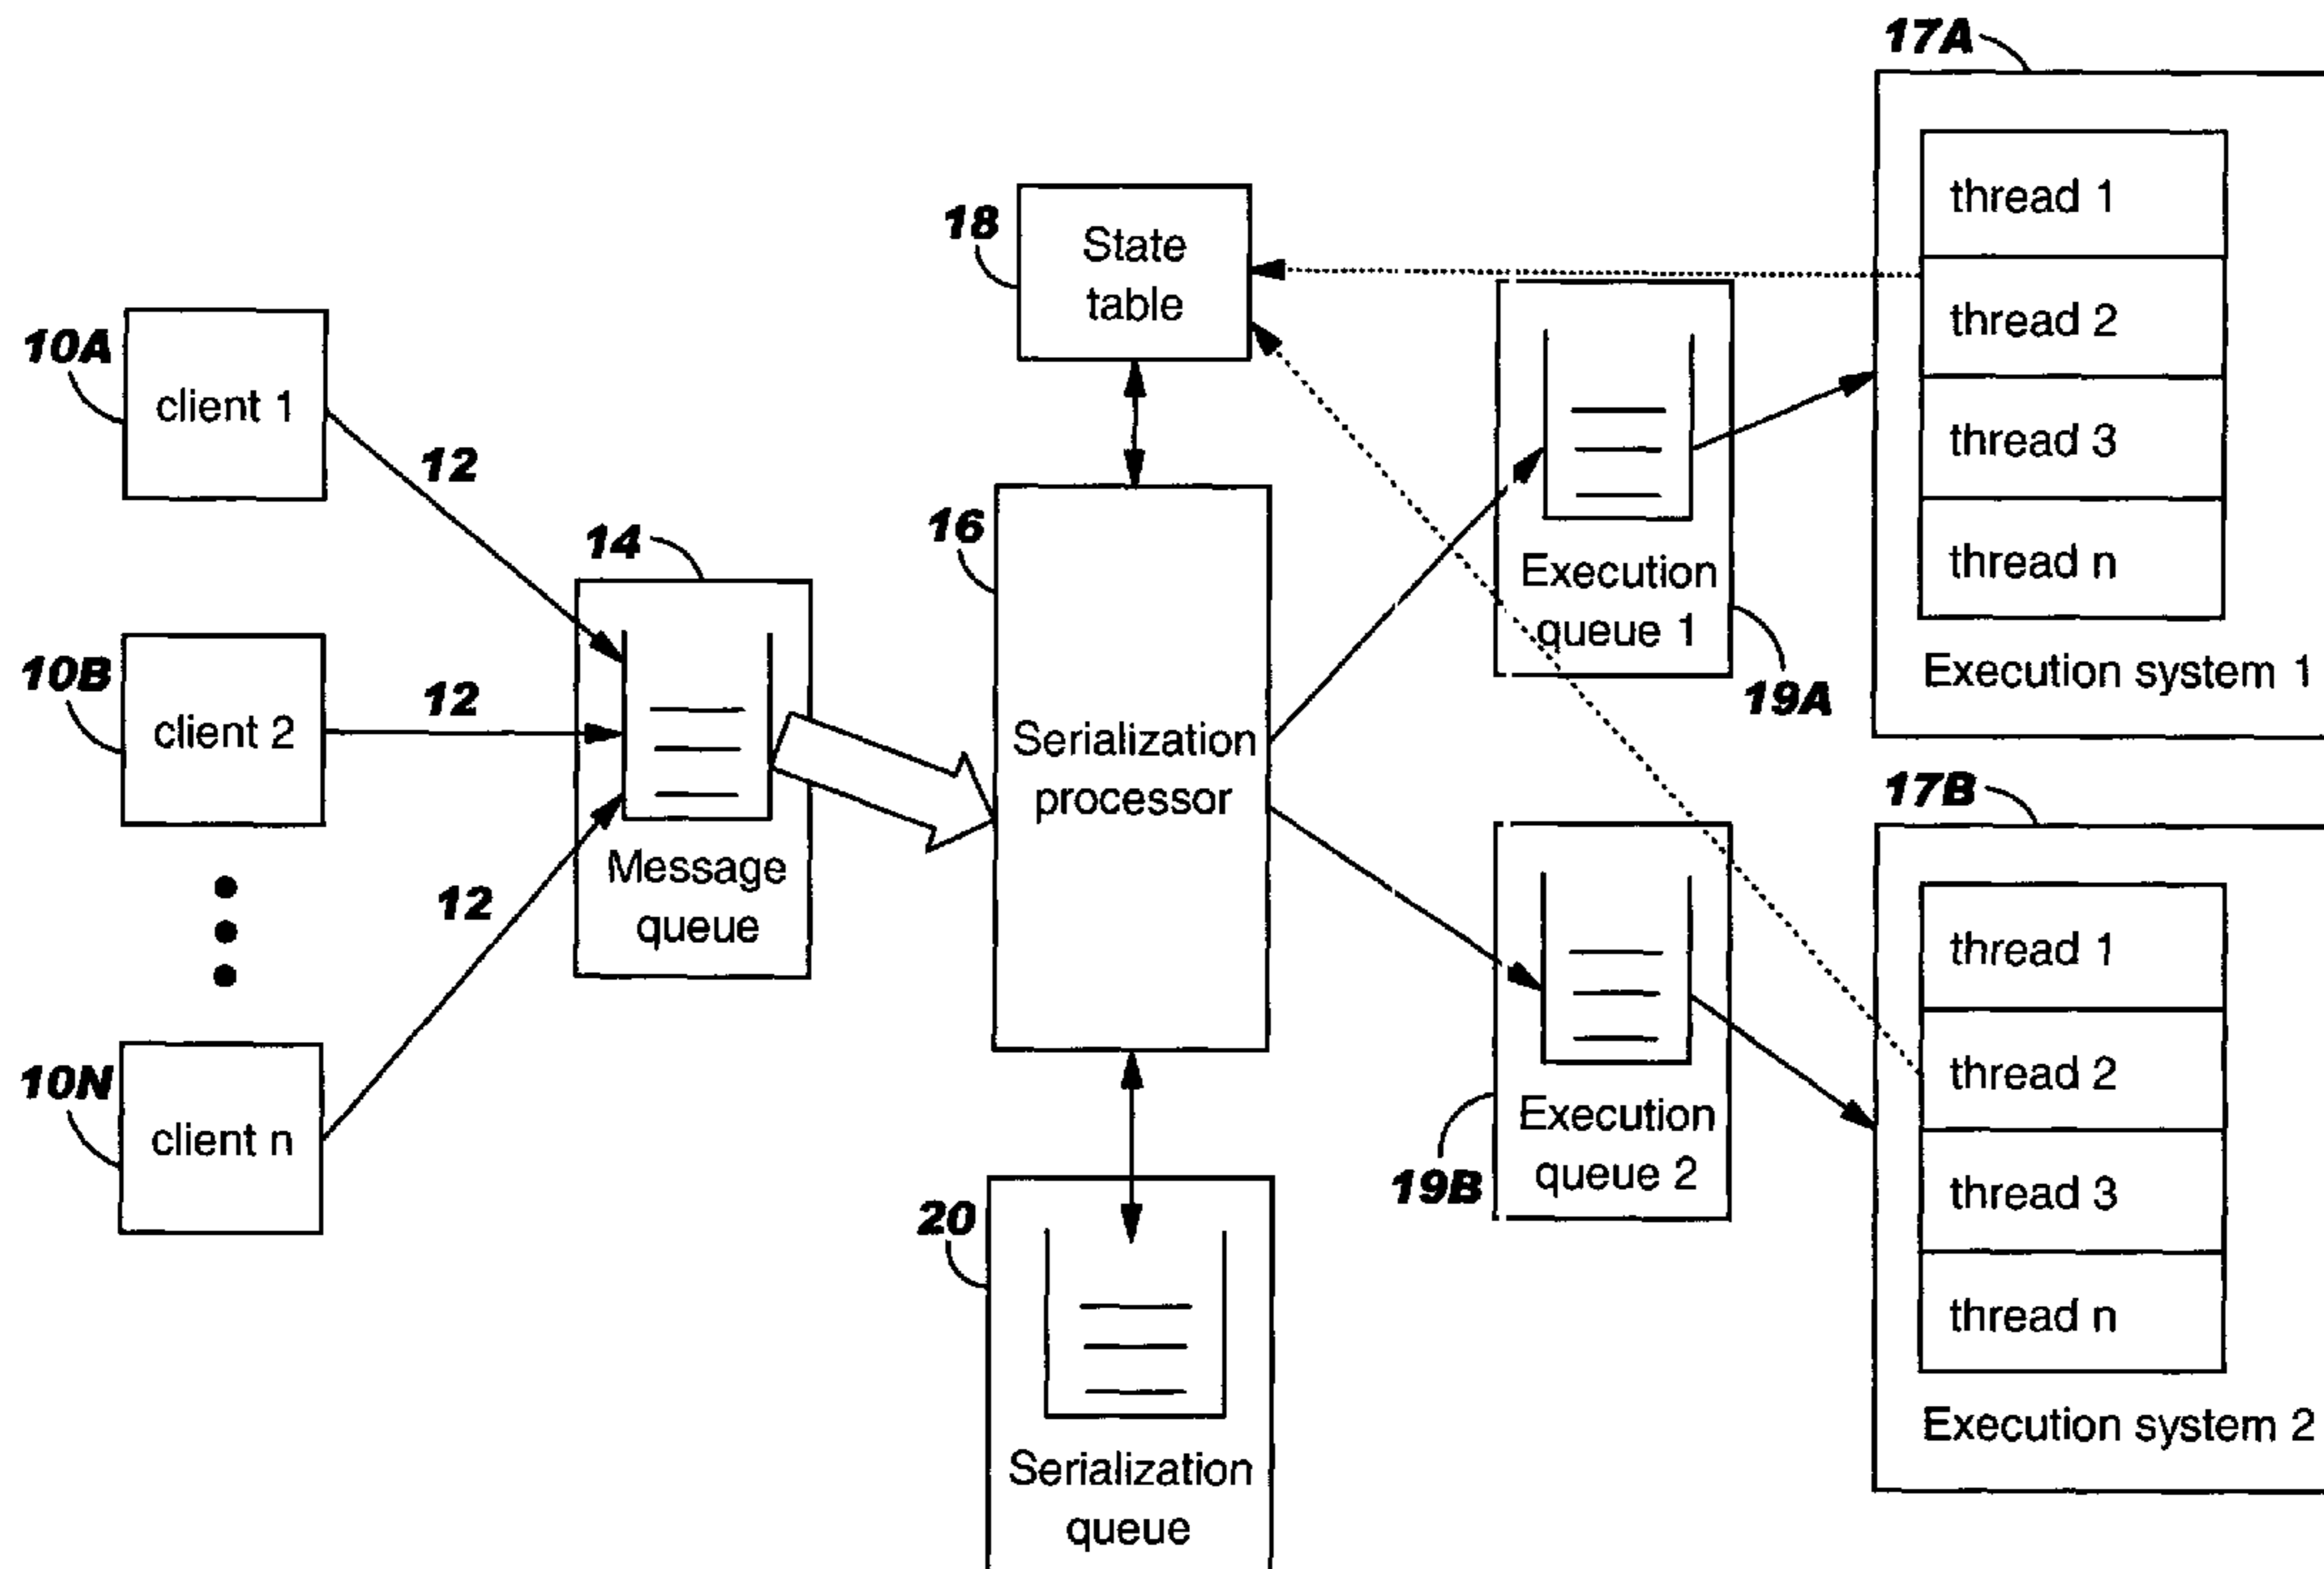 17A
thread 1
thread 2
thread 3
thread n
Execution system 1
18
State
table
10A
client 1
12
10B
client 2
12
10N
client n
12
14
Message
queue
16
Serialization
processor
Execution
queue 1
19A
17B
thread 1
thread 2
thread 3
thread n
Execution system 2
19B
Execution
queue 2
20
Serialization
queue